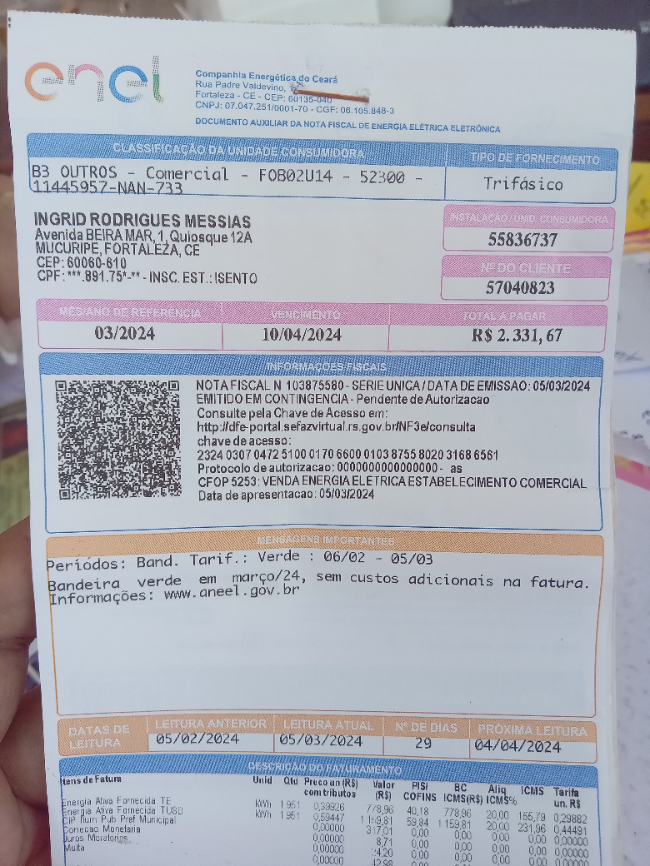 enel
Companhia Energética do Ceará
Rua Padre Valdevino,
Fortaleza - CE - CEP: 60135-040
CNPJ: 07.047.251/0001-70 - CGF: 06.105.848-3
DOCUMENTO AUXILIAR DA NOTA FISCAL DE ENERGIA ELÉTRICA ELETRÔNICA
CLASSIFICAÇÃO DA UNIDADE CONSUMIDORA
TIPO DE FORNECIMENTO
B3 OUTROS - Comercial - FOB02U14 - 52300 -
11445957-NAN-733
Trifásico
INGRID RODRIGUES MESSIAS
Avenida BEIRA MAR, 1, Quiosque 12A
MUCURIPE, FORTALEZA, CE
CEP: 60060-610
CPF: ***.891.75*-** - INSC. EST.: ISENTO
INSTALAÇÃO / UNID. CONSUMIDORA
55836737
Nº DO CLIENTE
57040823
MÊS/ANO DE REFERÊNCIA VENCIMENTO TOTAL A PAGAR
03/2024 10/04/2024 R$ 2.331,67
INFORMAÇÕES FISCAIS
NOTA FISCAL N 103875580 - SERIE UNICA / DATA DE EMISSAO: 05/03/2024
EMITIDO EM CONTINGENCIA - Pendente de Autorizacao
Consulte pela Chave de Acesso em:
http://dfe-portal.sefazvirtual.rs.gov.br/NF3e/consulta
chave de acesso:
2324 0307 0472 5100 0170 6600 0103 8755 8020 3168 6561
Protocolo de autorizacao: 0000000000000000 - as
CFOP 5253: VENDA ENERGIA ELETRICA ESTABELECIMENTO COMERCIAL
Data de apresentacao: 05/03/2024
MENSAGENS IMPORTANTES
Períodos: Band. Tarif.: Verde : 06/02 - 05/03
Bandeira verde em março/24, sem custos adicionais na fatura.
Informações: www.aneel.gov.br
DATAS DE LEITURA
LEITURA ANTERIOR LEITURA ATUAL Nº DE DIAS PRÓXIMA LEITURA
05/02/2024 05/03/2024 29 04/04/2024
DESCRIÇÃO DO FATURAMENTO
Itens de Fatura Unid Qtd Preco un (R$) com tributos Valor (R$) PIS/ COFINS BC ICMS(R$) Aliq ICMS% ICMS Tarifa un. R$
Energia Ativa Fornecida TE kWh 1 951 0,39926 778,96 40,18 778,96 20,00 155,79 0,29882
Energia Ativa Fornecida TUSD kWh 1 951 0,59447 1 159,81 59,84 1 159,81 20,00 231,96 0,44491
CIP Ilum Pub Pref Municipal 0,00000 317,01 0,00 0,00 0,00 0,00 0,00000
Correcao Monetaria 0,00000 8,71 0,00 0,00 0,00 0,00 0,00000
Juros Moratorios 0,00000 24,20 0,00 0,00 0,00 0,00 0,00000
Multa 0,00000